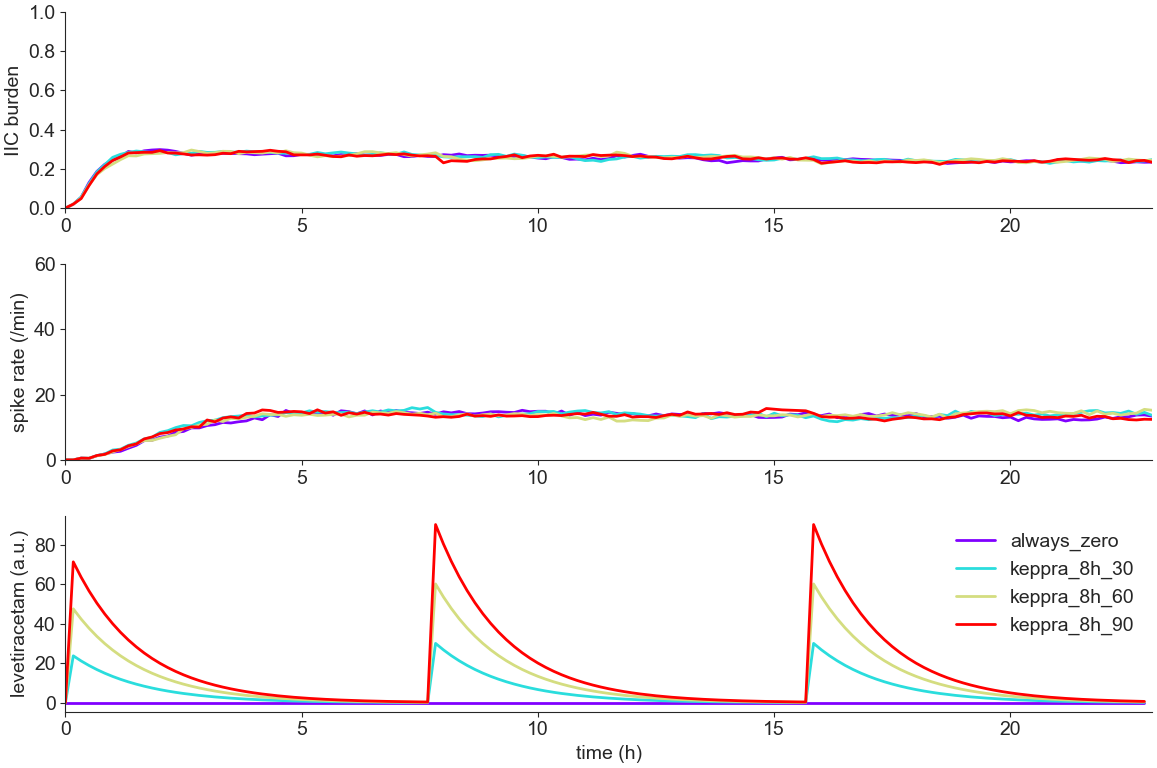 IIC burden
1.0
0.8
0.6
0.4
0.2
0.0
0 5 10 15 20
spike rate (/min)
60
40
20
0
0 5 10 15 20
levetiracetam (a.u.)
80
60
40
20
0
always_zero
keppra_8h_30
keppra_8h_60
keppra_8h_90
0 5 10 15 20
time (h)